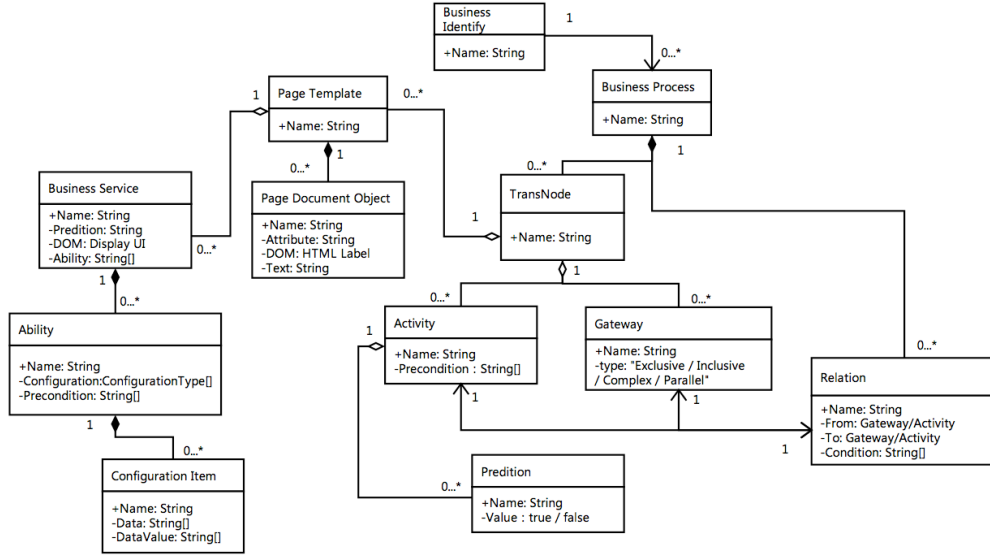 Business
Identify
+Name: String
1
0...*
Business Process
+Name: String
1
Page Template
+Name: String
1
0...*
1
Page Document Object
+Name: String
-Attribute: String
-DOM: HTML Label
-Text: String
Business Service
+Name: String
-Predition: String
-DOM: Display UI
-Ability: String[]
0...*
1
0...*
TransNode
+Name: String
0...*
1
1
Ability
+Name: String
-Configuration:ConfigurationType[]
-Precondition: String[]
0...*
1
Configuration Item
+Name: String
-Data: String[]
-DataValue: String[]
0...*
Activity
+Name: String
-Precondition : String[]
0...*
1
1
Gateway
+Name: String
-type: "Exclusive / Inclusive
/ Complex / Parallel"
0...*
1
Relation
+Name: String
-From: Gateway/Activity
-To: Gateway/Activity
-Condition: String[]
0...*
1
Predition
+Name: String
-Value : true / false
0...*